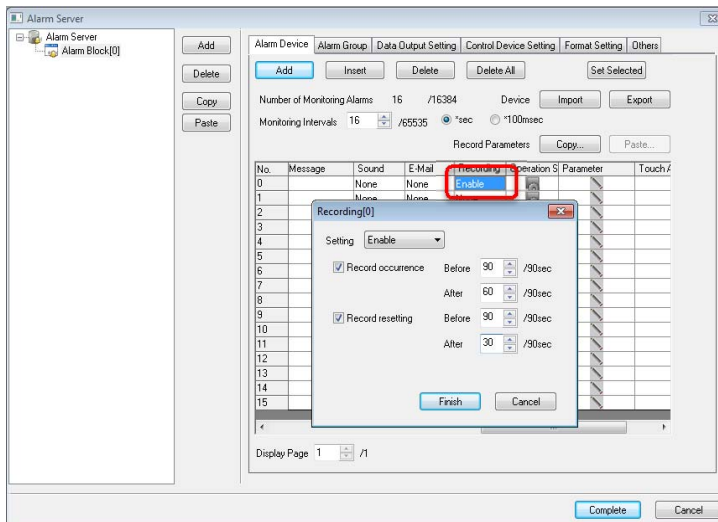 Alarm Server
Alarm Server
Alarm Block[0]
Add
Delete
Copy
Paste
Alarm Device Alarm Group Data Output Setting Control Device Setting Format Setting Others
Add Insert Delete Delete All Set Selected
Number of Monitoring Alarms 16 /16384 Device Import Export
Monitoring Intervals 16 /65535 *sec *100msec
Record Parameters Copy... Paste...
No. Message Sound E-Mail Recording Operation S Parameter Touch A
0 None None Enable
1 None None
2
3
4
5
6
7
8
9
10
11
12
13
14
15
Recording[0]
Setting Enable
Record occurrence Before 90 /90sec
After 60 /90sec
Record resetting Before 90 /90sec
After 30 /90sec
Finish Cancel
Display Page 1 /1
Complete Cancel